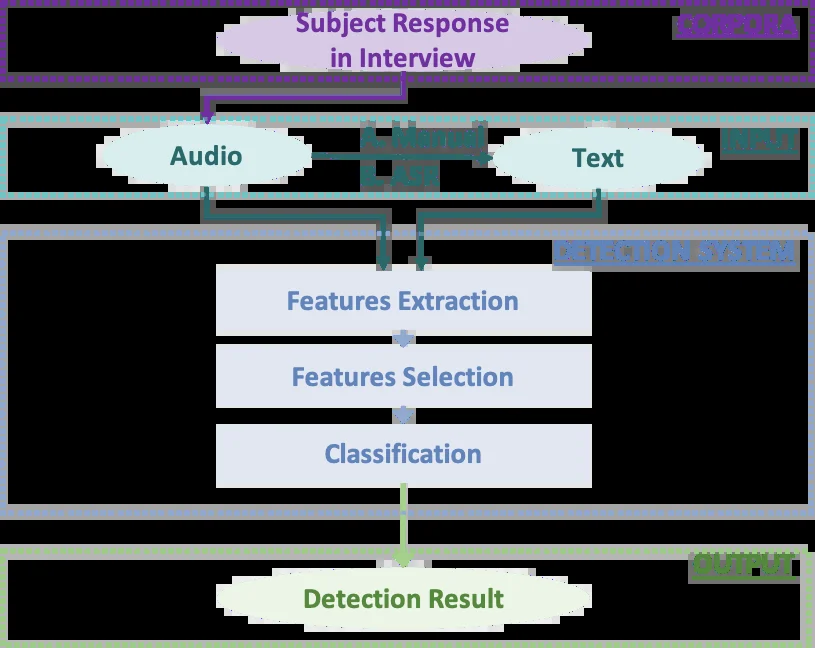 Subject Response
in Interview
CORPORA
Audio
A. Manual
B. ASR
Text
INPUT
DETECTION SYSTEM
Features Extraction
Features Selection
Classification
Detection Result
OUTPUT